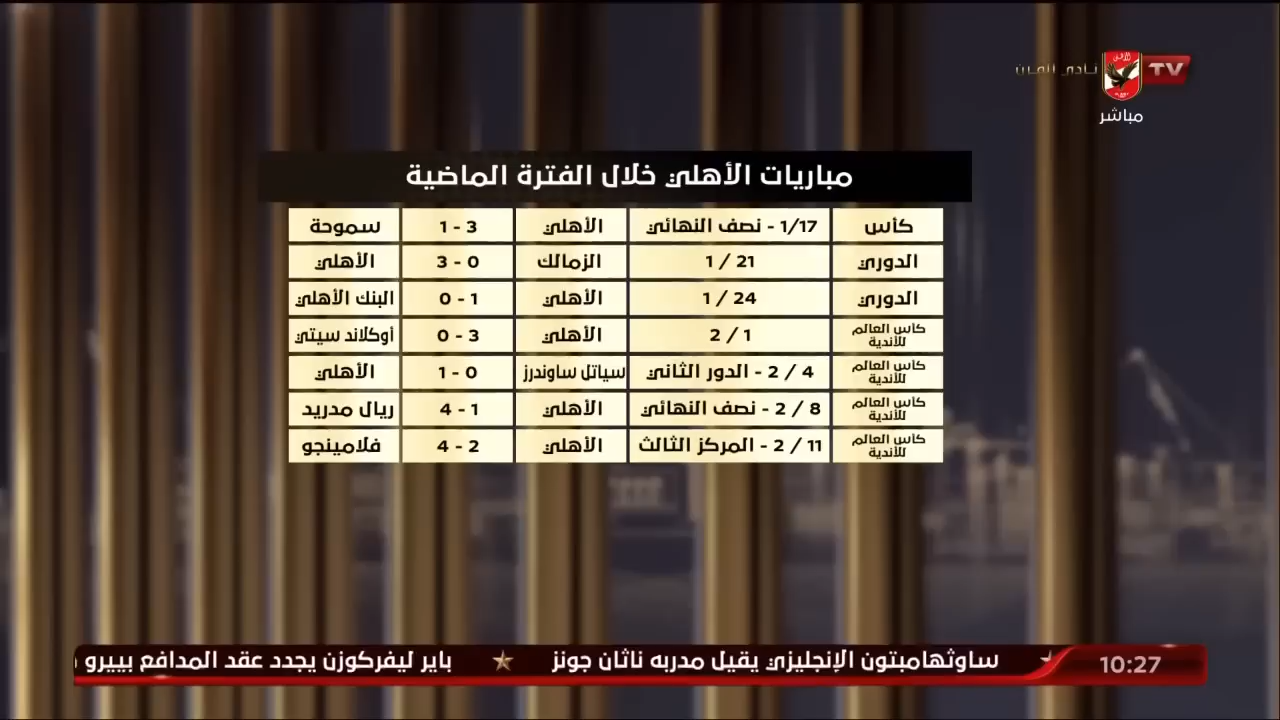 نادي القرن
TV
مباشر
مباريات الأهلي خلال الفترة الماضية
كأس 1/17 - نصف النهائي الأهلي 3 - 1 سموحة
الدوري 21 / 1 الزمالك 0 - 3 الأهلي
الدوري 24 / 1 الأهلي 1 - 0 البنك الأهلي
كأس العالم للأندية 1 / 2 الأهلي 3 - 0 أوكلاند سيتي
كأس العالم للأندية 4 / 2 - الدور الثاني سياتل ساوندرز 0 - 1 الأهلي
كأس العالم للأندية 8 / 2 - نصف النهائي الأهلي 1 - 4 ريال مدريد
كأس العالم للأندية 11 / 2 - المركز الثالث الأهلي 2 - 4 فلامينجو
10:27 ساوثهامبتون الإنجليزي يقيل مدربه ناثان جونز باير ليفركوزن يجدد عقد المدافع بييرو